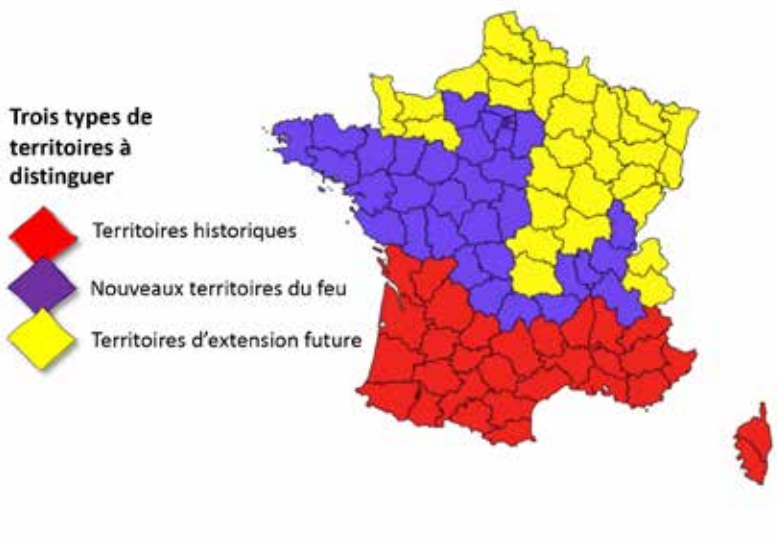 Trois types de
territoires à
distinguer
Territoires historiques
Nouveaux territoires du feu
Territoires d'extension future